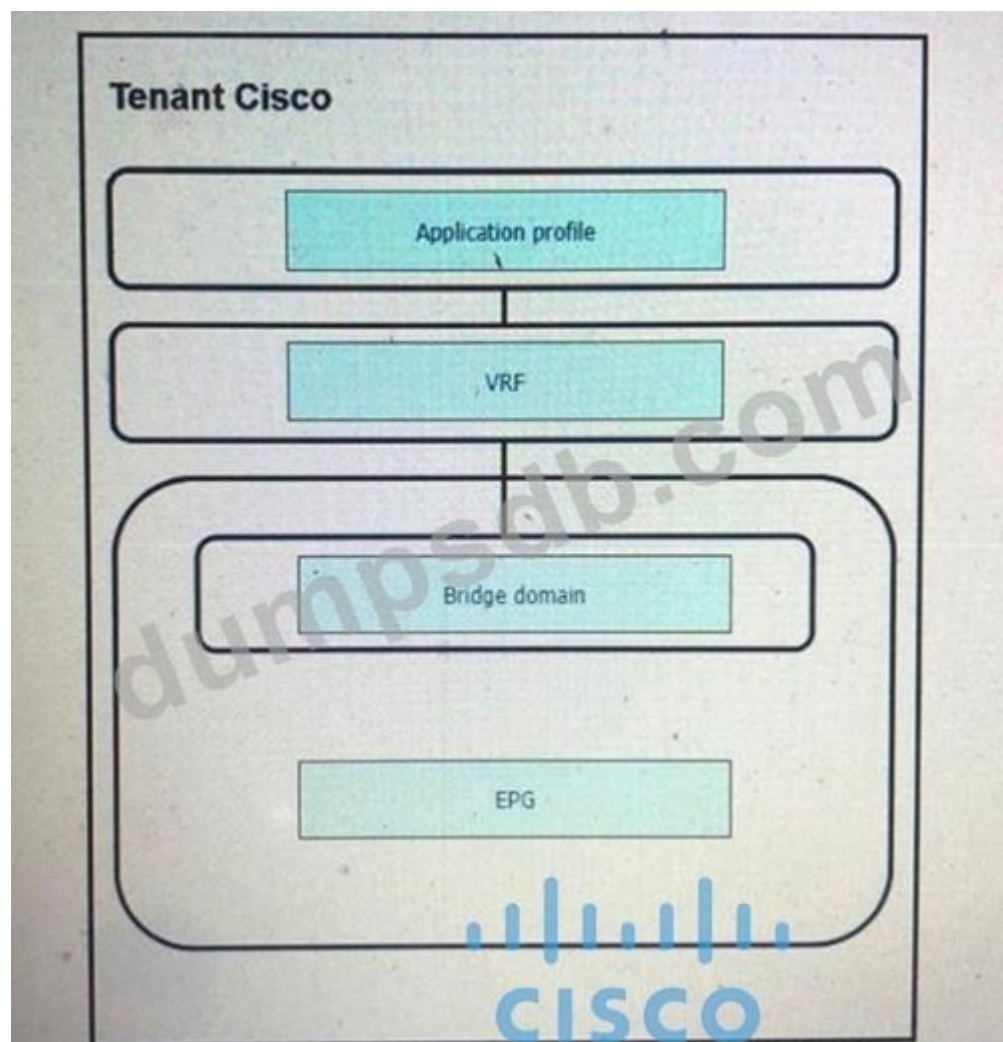 Tenant Cisco
Application profile
VRF
dumpsdb.com
Bridge domain
EPG
CISCO